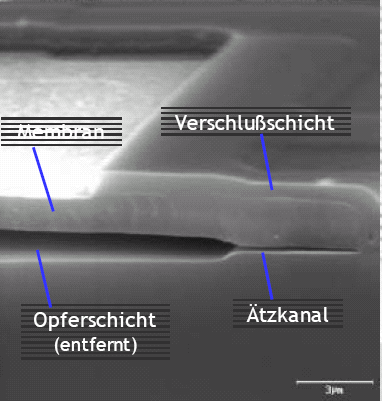 Membran
Verschlußschicht
Opferschicht
(entfernt)
Ätzkanal
3µm